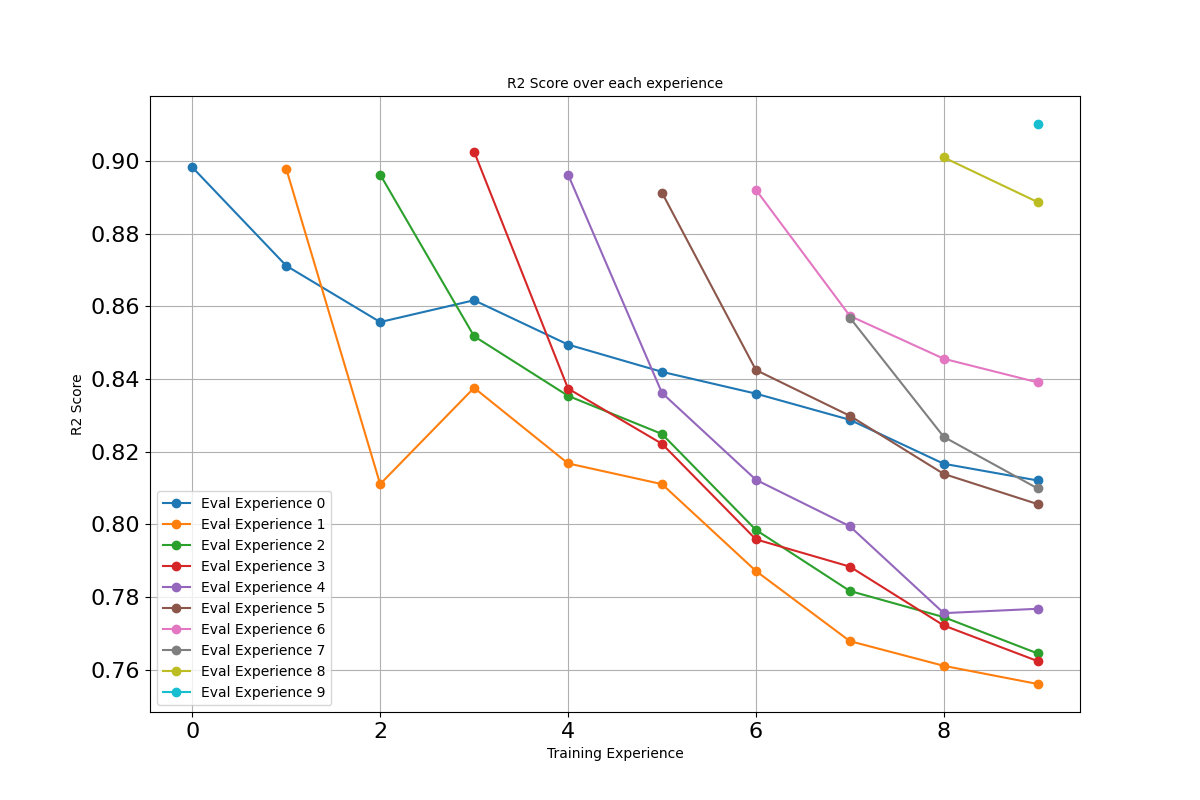 R2 Score over each experience
R2 Score
0.90
0.88
0.86
0.84
0.82
0.80
0.78
0.76
Eval Experience 0
Eval Experience 1
Eval Experience 2
Eval Experience 3
Eval Experience 4
Eval Experience 5
Eval Experience 6
Eval Experience 7
Eval Experience 8
Eval Experience 9
0 2 4 6 8
Training Experience